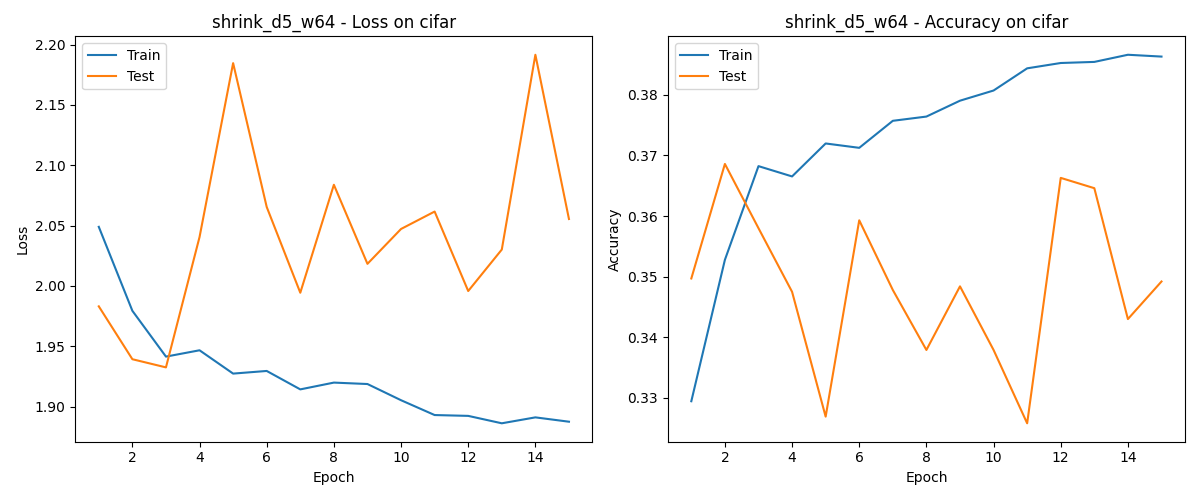 shrink_d5_w64 - Loss on cifar
Train
Test
2.20
2.15
2.10
2.05
2.00
1.95
1.90
Loss
2
4
6
8
10
12
14
Epoch
shrink_d5_w64 - Accuracy on cifar
Train
Test
0.38
0.37
0.36
0.35
0.34
0.33
Accuracy
2
4
6
8
10
12
14
Epoch